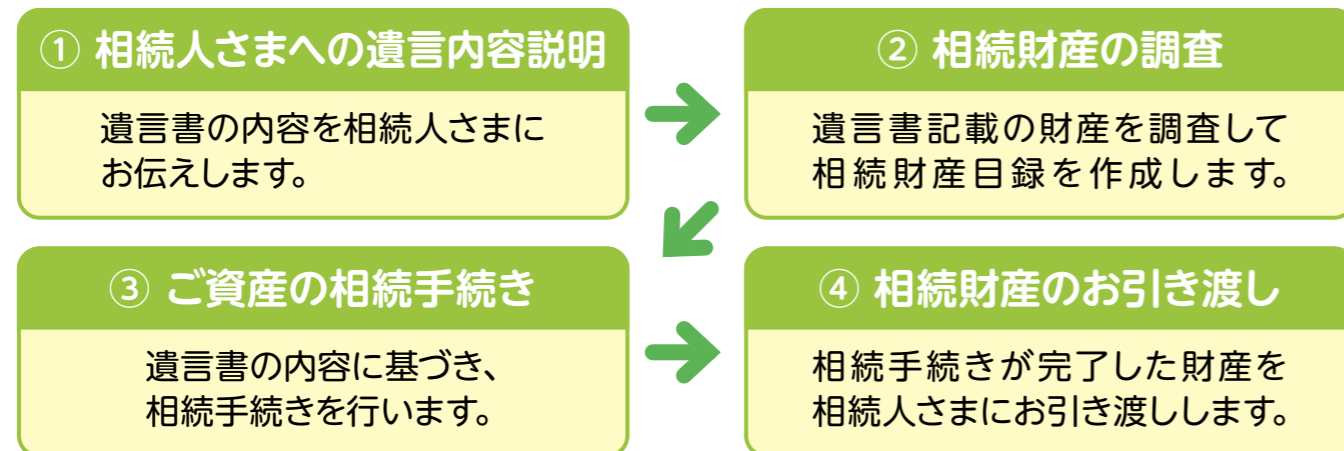 ① 相続人さまへの遺言内容説明
遺言書の内容を相続人さまに
お伝えします。
② 相続財産の調査
遺言書記載の財産を調査して
相続財産目録を作成します。
③ ご資産の相続手続き
遺言書の内容に基づき、
相続手続きを行います。
④ 相続財産のお引き渡し
相続手続きが完了した財産を
相続人さまにお引き渡しします。